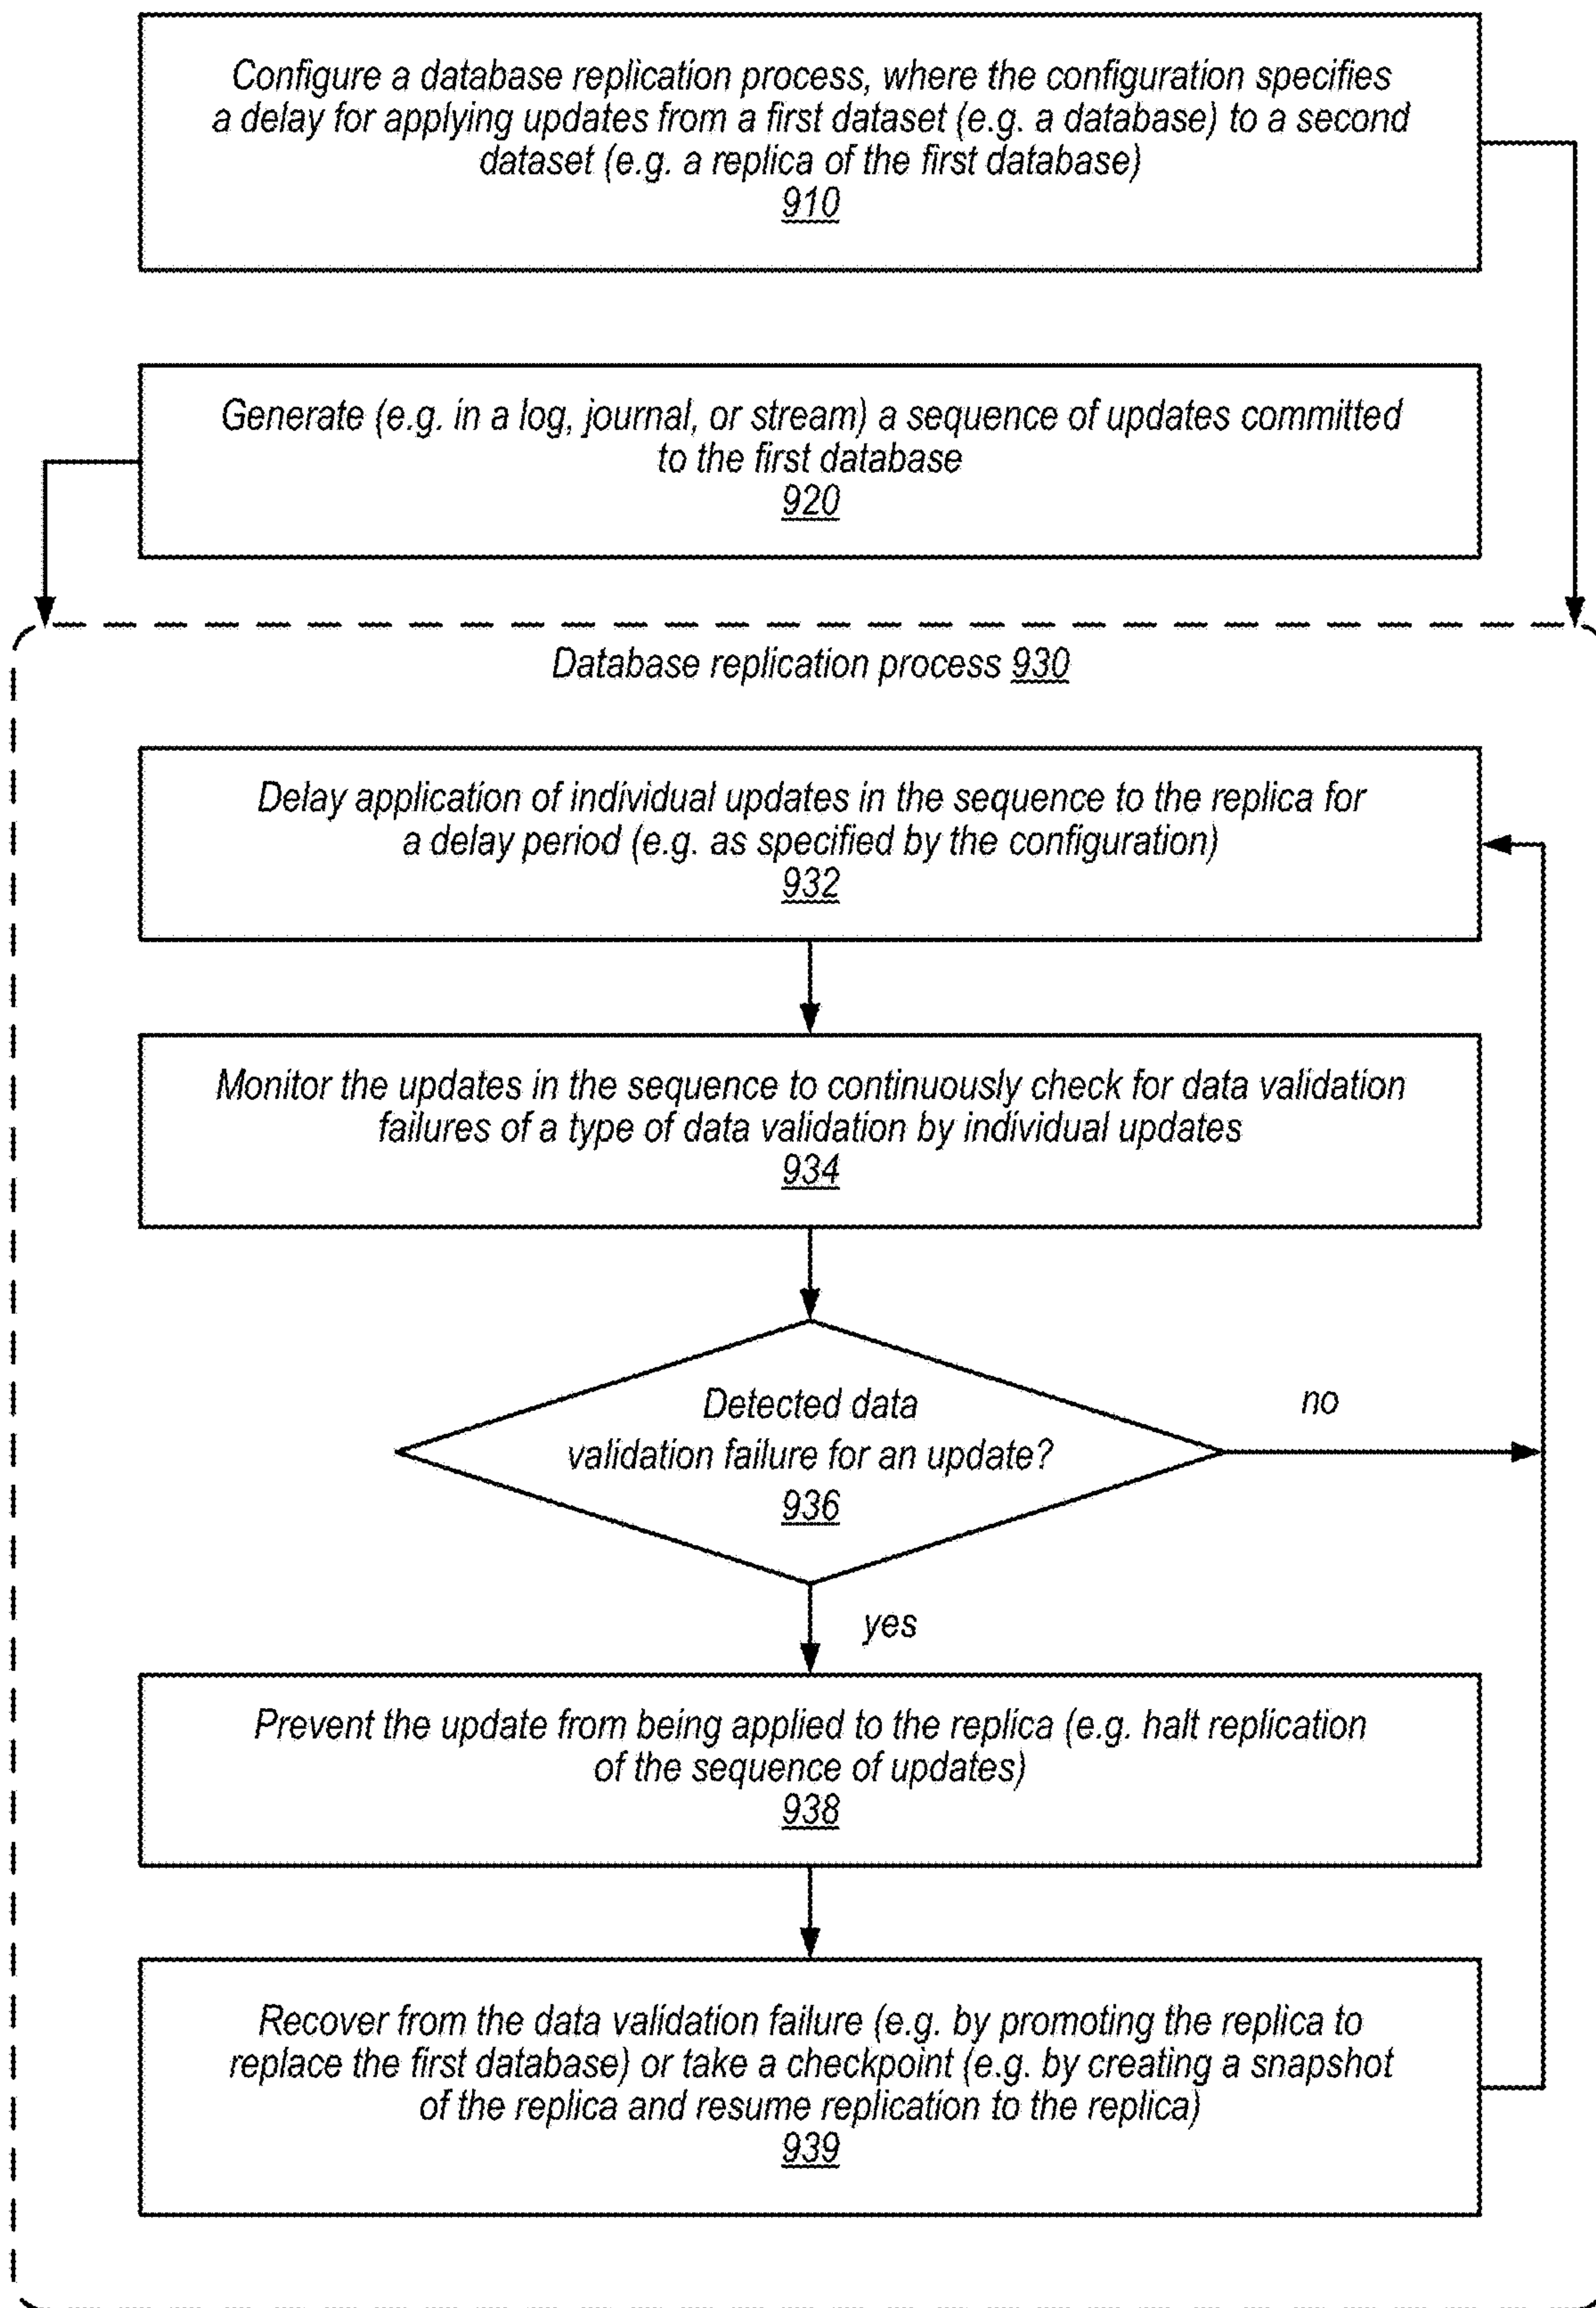 Configure a database replication process, where the configuration specifies
a delay for applying updates from a first dataset (e.g. a database) to a second
dataset (e.g. a replica of the first database)
910
Generate (e.g. in a log, journal, or stream) a sequence of updates committed
to the first database
920
Database replication process 930
Delay application of individual updates in the sequence to the replica for
a delay period (e.g. as specified by the configuration)
932
Monitor the updates in the sequence to continuously check for data validation
failures of a type of data validation by individual updates
934
Detected data
validation failure for an update?
936
no
yes
Prevent the update from being applied to the replica (e.g. halt replication
of the sequence of updates)
938
Recover from the data validation failure (e.g. by promoting the replica to
replace the first database) or take a checkpoint (e.g. by creating a snapshot
of the replica and resume replication to the replica)
939